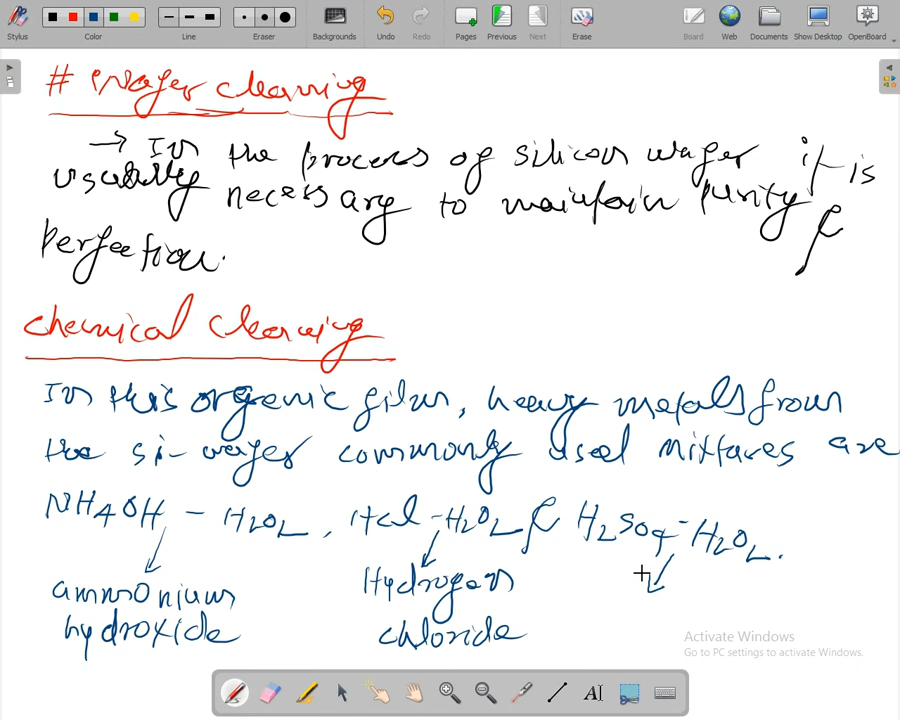 Stylus Color Line Eraser Backgrounds Undo Redo Pages Previous Next Erase Board Web Documents Show Desktop OpenBoard
# Wafer cleaning
→ In the process of silicon wafer it is
usually necessary to maintain purity &
Perfection.
Chemical cleaning
In this organic film, heavy metals from
the si-wafer commonly used mixtures are
NH4OH - H2O2, Hcl - H2O2 & H2SO4 - H2O2.
ammonium Hydrogen
hydroxide chloride
Activate Windows
Go to PC settings to activate Windows.